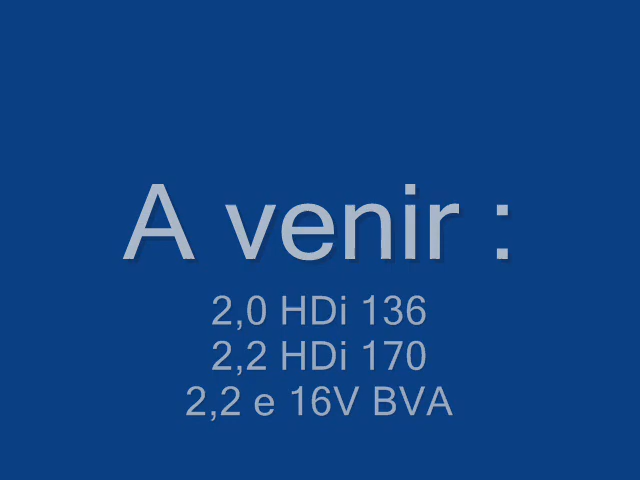 A venir :
2,0 HDi 136
2,2 HDi 170
2,2 e 16V BVA